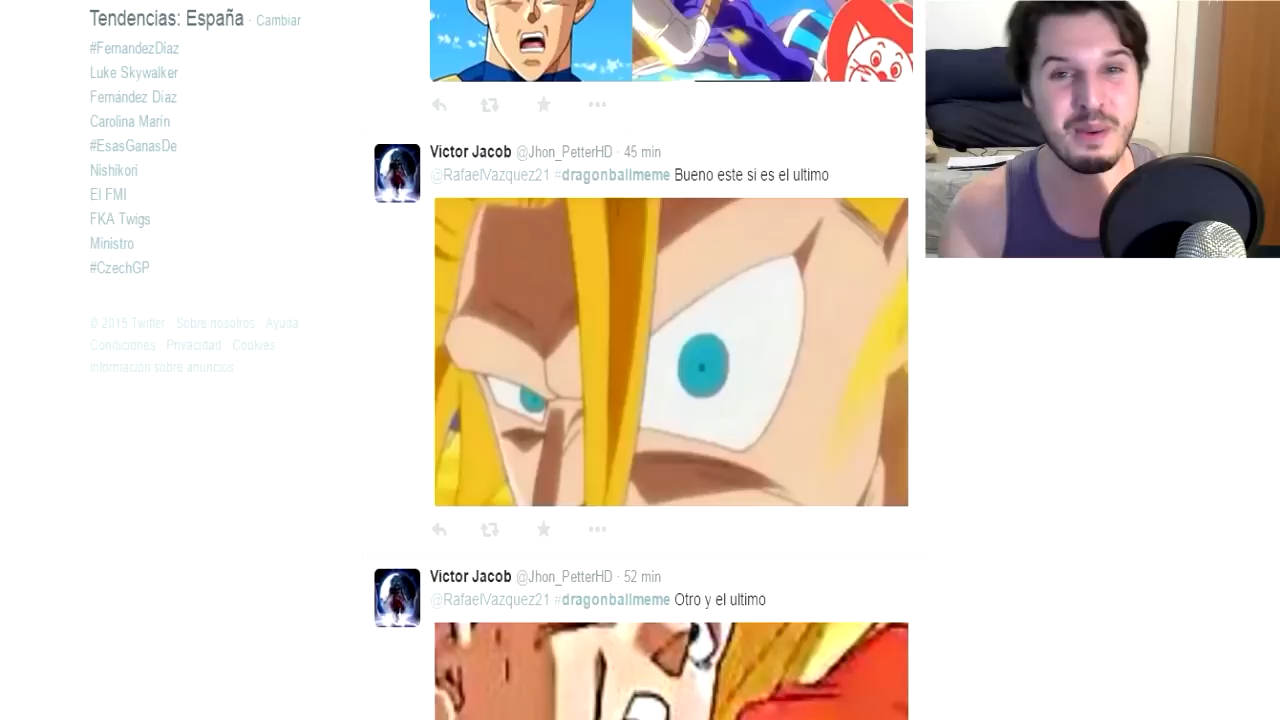 Tendencias: España · Cambiar
#FernandezDíaz
Luke Skywalker
Fernández Díaz
Carolina Marín
#EsasGanasDe
Nishikori
El FMI
FKA Twigs
Ministro
#CzechGP
© 2015 Twitter Sobre nosotros Ayuda
Condiciones Privacidad Cookies
Información sobre anuncios
Victor Jacob @Jhon_PetterHD · 45 min
@RafaelVazquez21 #dragonballmeme Bueno este si es el ultimo
Victor Jacob @Jhon_PetterHD · 52 min
@RafaelVazquez21 #dragonballmeme Otro y el ultimo